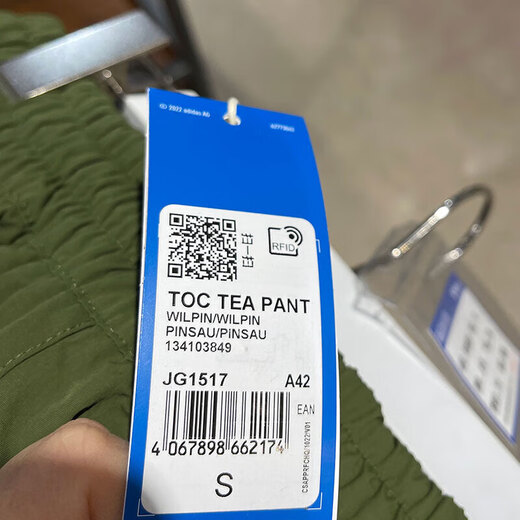 © 2022 adidas AG
RFID
TOC TEA PANT
WILPIN/WILPIN
PINSAU/PINSAU
134103849
JG1517 A42
EAN
4 067898 662174
S